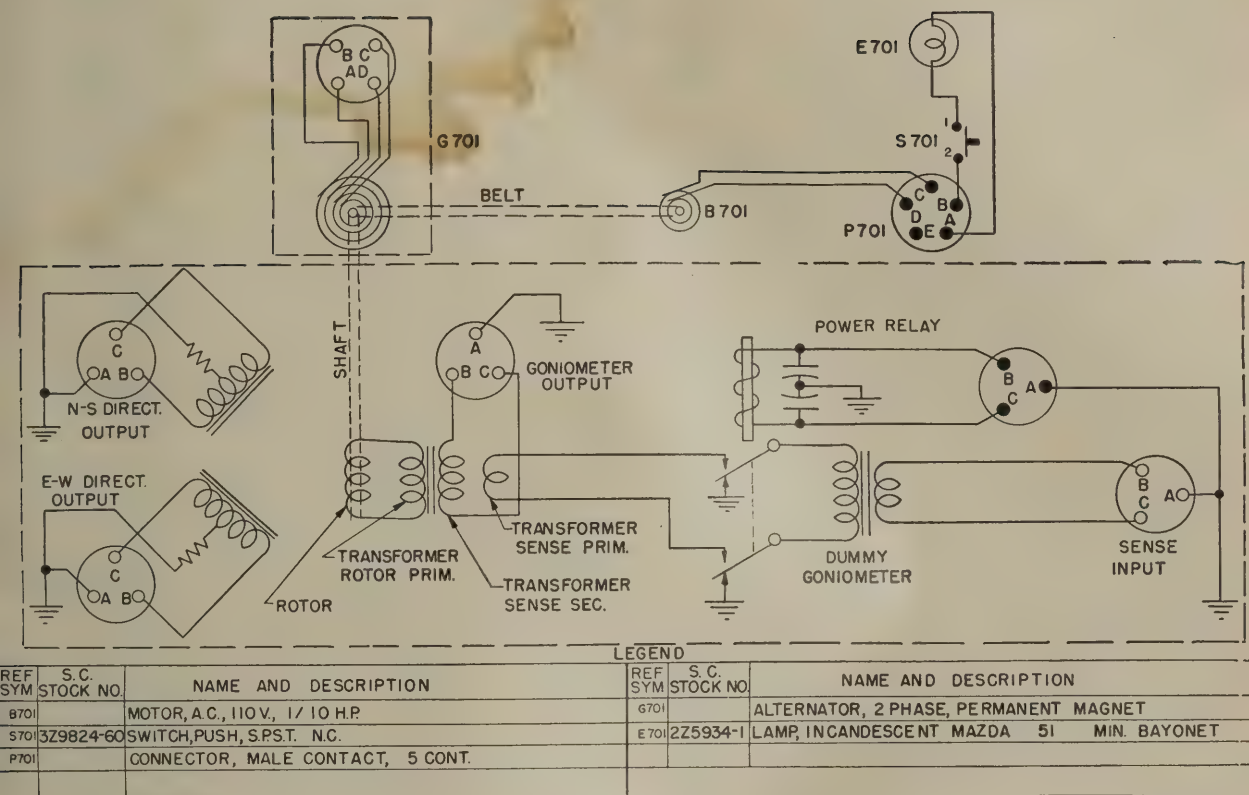 E701
B C
A D
G701
1
S701
2
BELT
B701
C
D B
A
E
P701
SHAFT
C
A B
N-S DIRECT.
OUTPUT
A
B C
GONIOMETER
OUTPUT
POWER RELAY
B
A
C
E-W DIRECT.
OUTPUT
C
A B
ROTOR
TRANSFORMER
ROTOR PRIM.
TRANSFORMER
SENSE PRIM.
TRANSFORMER
SENSE SEC.
DUMMY
GONIOMETER
B
A
C
SENSE
INPUT
LEGEND
REF SYM S.C. STOCK NO. NAME AND DESCRIPTION
B701 MOTOR, A.C., 110 V., 1/10 H.P.
S701 3Z9824-60 SWITCH, PUSH, S.P.S.T. N.C.
P701 CONNECTOR, MALE CONTACT, 5 CONT.
REF SYM S.C. STOCK NO. NAME AND DESCRIPTION
G701 ALTERNATOR, 2 PHASE, PERMANENT MAGNET
E701 2Z5934-1 LAMP, INCANDESCENT MAZDA 51 MIN. BAYONET